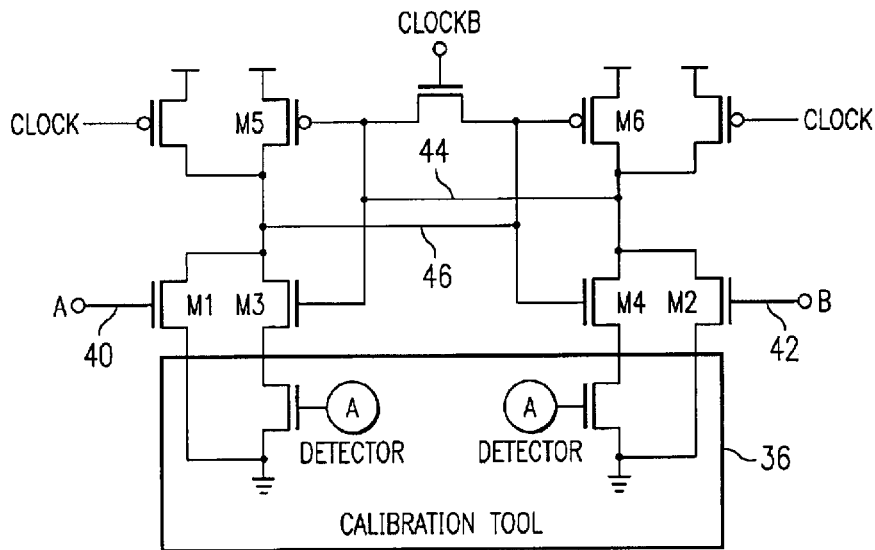 CLOCKB
CLOCK
M5
M6
CLOCK
44
46
A
M1
M3
M4
M2
B
40
42
A
A
DETECTOR
DETECTOR
36
CALIBRATION TOOL